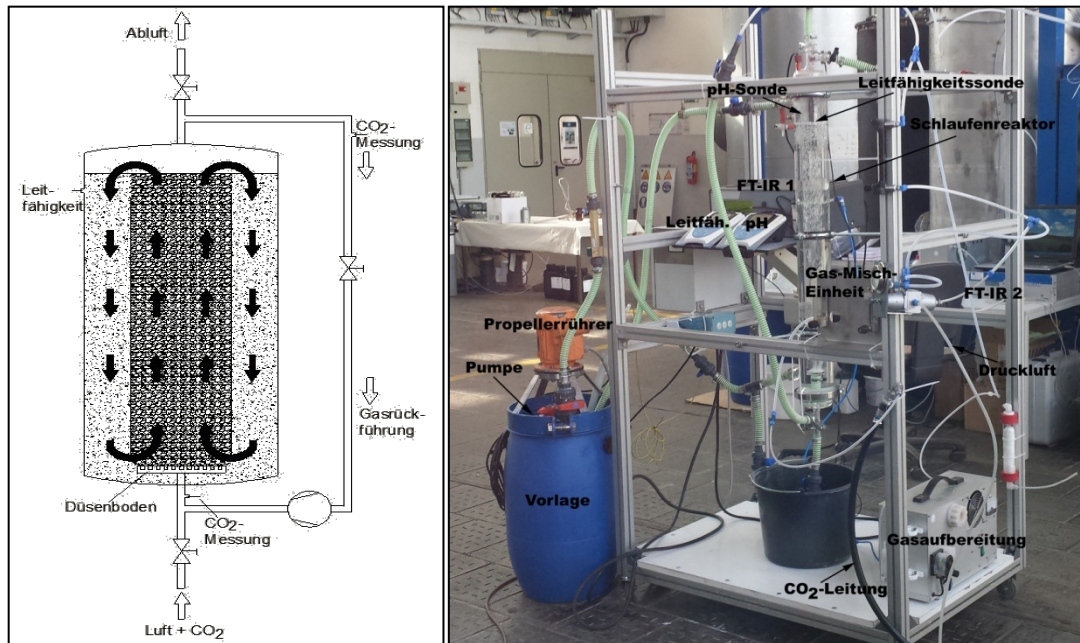 Abluft
CO2-
Messung
Leit-
fähigkeit
Gasrück-
führung
Düsenboden
CO2-
Messung
Luft + CO2
pH-Sonde
Leitfähigkeitssonde
Schlaufenreaktor
FT-IR 1
Leitfäh.
pH
Gas-Misch-
Einheit
FT-IR 2
Propellerrührer
Pumpe
Druckluft
Vorlage
Gasaufbereitung
CO2-Leitung